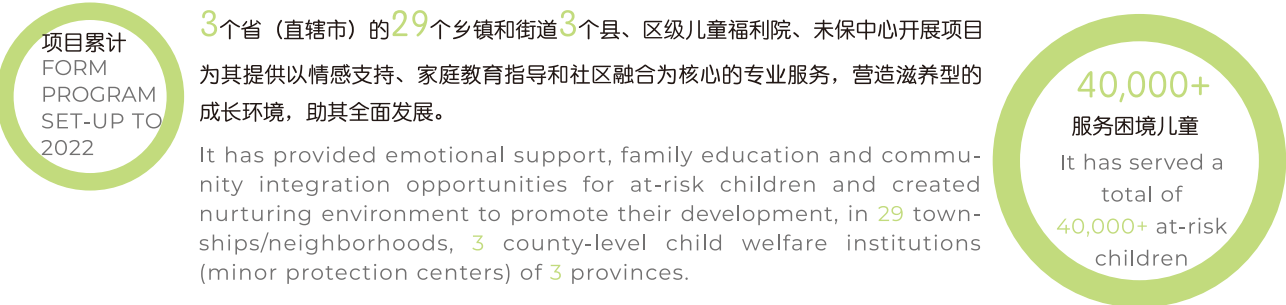 项目累计
FORM
PROGRAM
SET-UP TO
2022
3个省（直辖市）的29个乡镇和街道3个县、区级儿童福利院、未保中心开展项目
为其提供以情感支持、家庭教育指导和社区融合为核心的专业服务，营造滋养型的
成长环境，助其全面发展。
It has provided emotional support, family education and commu-
nity integration opportunities for at-risk children and created
nurturing environment to promote their development, in 29 town-
ships/neighborhoods, 3 county-level child welfare institutions
(minor protection centers) of 3 provinces.
40,000+
服务困境儿童
It has served a
total of
40,000+ at-risk
children